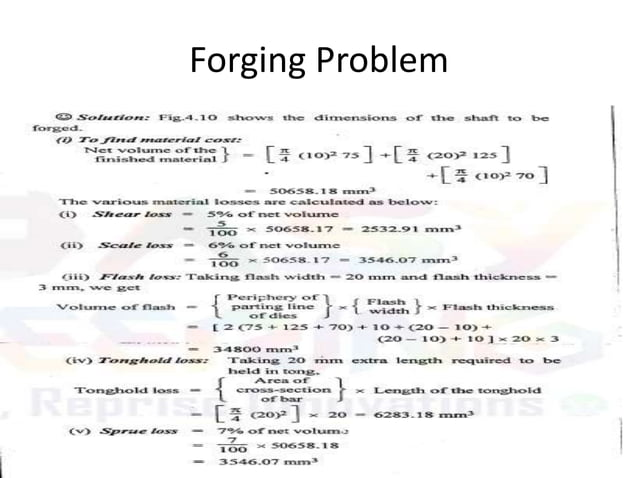 Forging Problem
☺ Solution: Fig.4.10 shows the dimensions of the shaft to be
forged.
(i) To find material cost:
Net volume of the
finished material } = [ π/4 (10)² 75 ] + [ π/4 (20)² 125 ]
+ [ π/4 (10)² 70 ]
= 50658.18 mm³
The various material losses are calculated as below:
(i) Shear loss = 5% of net volume
= 5/100 × 50658.17 = 2532.91 mm³
(ii) Scale loss = 6% of net volume
= 6/100 × 50658.17 = 3546.07 mm³
(iii) Flash loss: Taking flash width = 20 mm and flash thickness =
3 mm, we get
Volume of flash = { Periphery of parting line of dies } × { Flash width } × Flash thickness
= [ 2 (75 + 125 + 70) + 10 + (20 – 10) +
(20 – 10) + 10 ] × 20 × 3
= 34800 mm³
(iv) Tonghold loss: Taking 20 mm extra length required to be
held in tong.
Tonghold loss = { Area of cross-section of bar } × Length of the tonghold
= [ π/4 (20)² ] × 20 = 6283.18 mm³
(v) Sprue loss = 7% of net volume
= 7/100 × 50658.18
= 3546.07 mm³